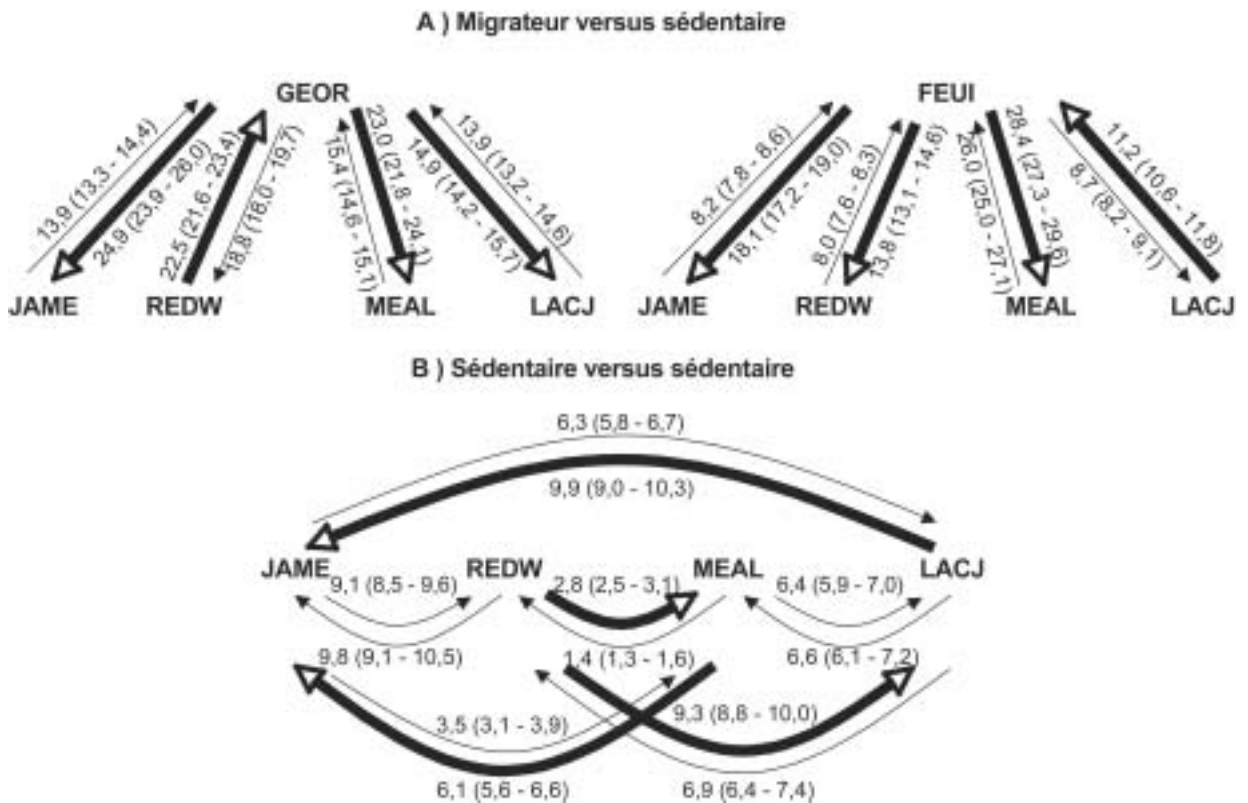 A ) Migrateur versus sédentaire
GEOR
13,9 (13,3 - 14,4)
24,9 (23,9 - 26,0)
22,5 (21,6 - 23,4)
18,8 (18,0 - 19,7)
15,4 (14,6 - 15,1)
23,0 (21,8 - 24,1)
14,9 (14,2 - 15,7)
13,9 (13,2 - 14,6)
JAME REDW MEAL LACJ
FEUI
8,2 (7,8 - 8,6)
18,1 (17,2 - 19,0)
8,0 (7,6 - 8,3)
13,8 (13,1 - 14,6)
26,0 (25,0 - 27,1)
28,4 (27,3 - 29,6)
8,7 (8,2 - 9,1)
11,2 (10,6 - 11,8)
JAME REDW MEAL LACJ
B ) Sédentaire versus sédentaire
6,3 (5,8 - 6,7)
9,9 (9,0 - 10,3)
JAME REDW MEAL LACJ
9,1 (8,5 - 9,6) 2,8 (2,5 - 3,1) 6,4 (5,9 - 7,0)
9,8 (9,1 - 10,5) 1,4 (1,3 - 1,6) 6,6 (6,1 - 7,2)
3,5 (3,1 - 3,9) 9,3 (8,8 - 10,0)
6,1 (5,6 - 6,6) 6,9 (6,4 - 7,4)